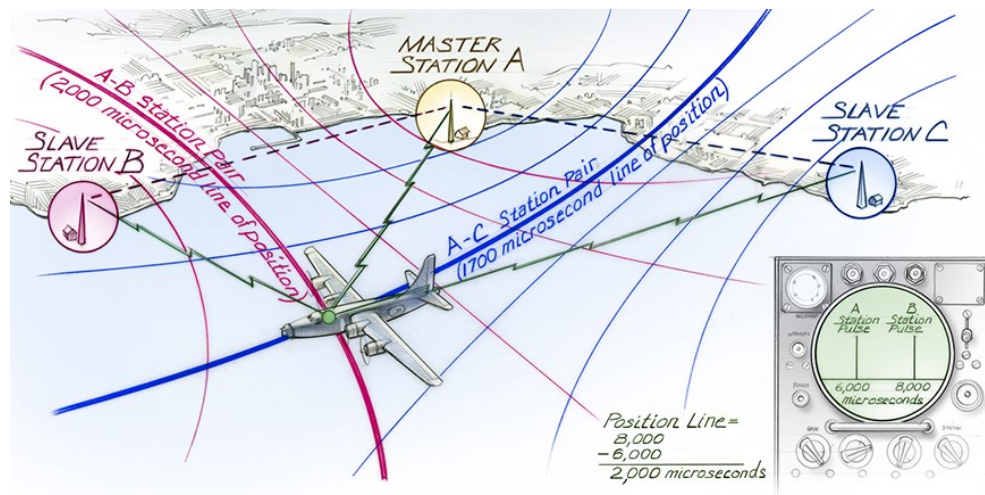 MASTER
STATION A
SLAVE
STATION B
SLAVE
STATION C
A-B station Pair
(2000 microsecond line of position)
A-C Station Pair
(1700 microsecond line of position)
A
Station
Pulse
B
Station
Pulse
6,000 8,000
microseconds
GAIN
Position Line=
8,000
-6,000
2,000 microseconds